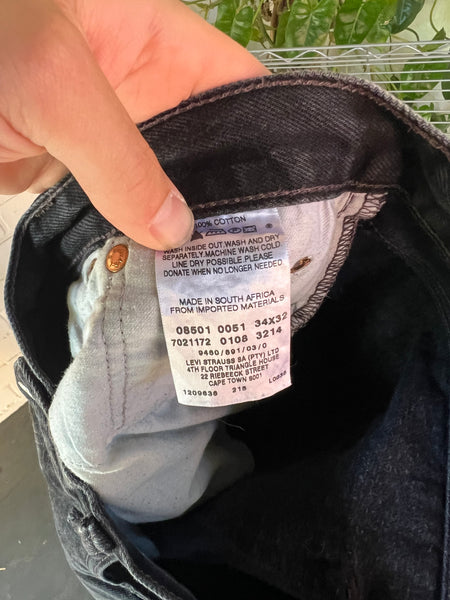 100% COTTON
WASH INSIDE OUT.WASH AND DRY
SEPARATELY.MACHINE WASH COLD
LINE DRY POSSIBLE.PLEASE
DONATE WHEN NO LONGER NEEDED
MADE IN SOUTH AFRICA
FROM IMPORTED MATERIALS
08501 0051 34X32
7021172 0108 3214
9460/891/03/0
LEVI STRAUSS SA (PTY) LTD
4TH FLOOR TRIANGLE HOUSE
22 RIEBEECK STREET
CAPE TOWN 8001
1209636 218